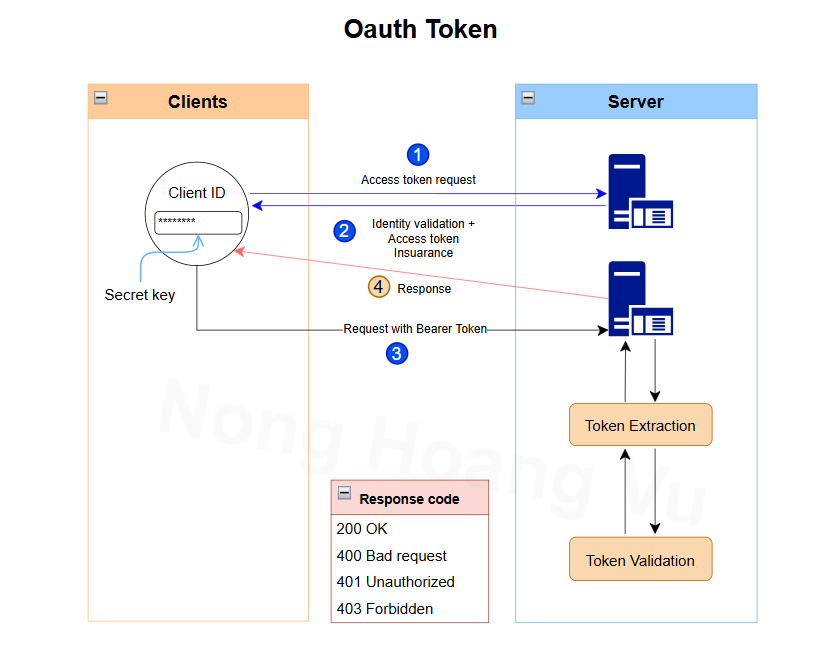 Oauth Token
Clients
Server
1
Access token request
Client ID
********
2
Identity validation +
Access token
Insuarance
4
Response
Secret key
Request with Bearer Token
3
Token Extraction
Nong Hoang Vu
Response code
200 OK
400 Bad request
401 Unauthorized
403 Forbidden
Token Validation